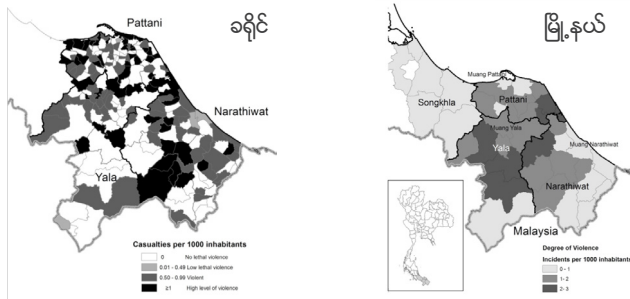 Pattani
ခရိုင်
Narathiwat
Yala
Casualties per 1000 inhabitants
0 No lethal violence
0.01 - 0.49 Low lethal violence
0.50 - 0.99 Violent
≥1 High level of violence
မြို့နယ်
Muang Pattani
Songkhla
Pattani
Muang Yala
Yala
Muang Narathiwat
Narathiwat
Malaysia
Degree of Violence
Incidents per 1000 inhabitants
0 - 1
1- 2
2- 3